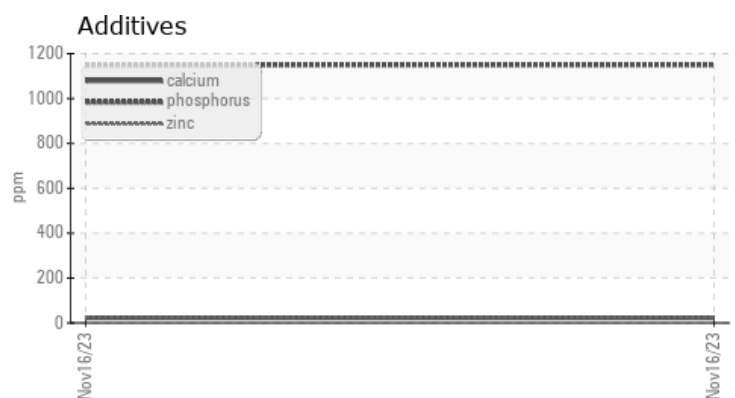 Additives
1200
1000
800
600
400
200
0
ppm
calcium
phosphorus
zinc
Nov16/23
Nov16/23